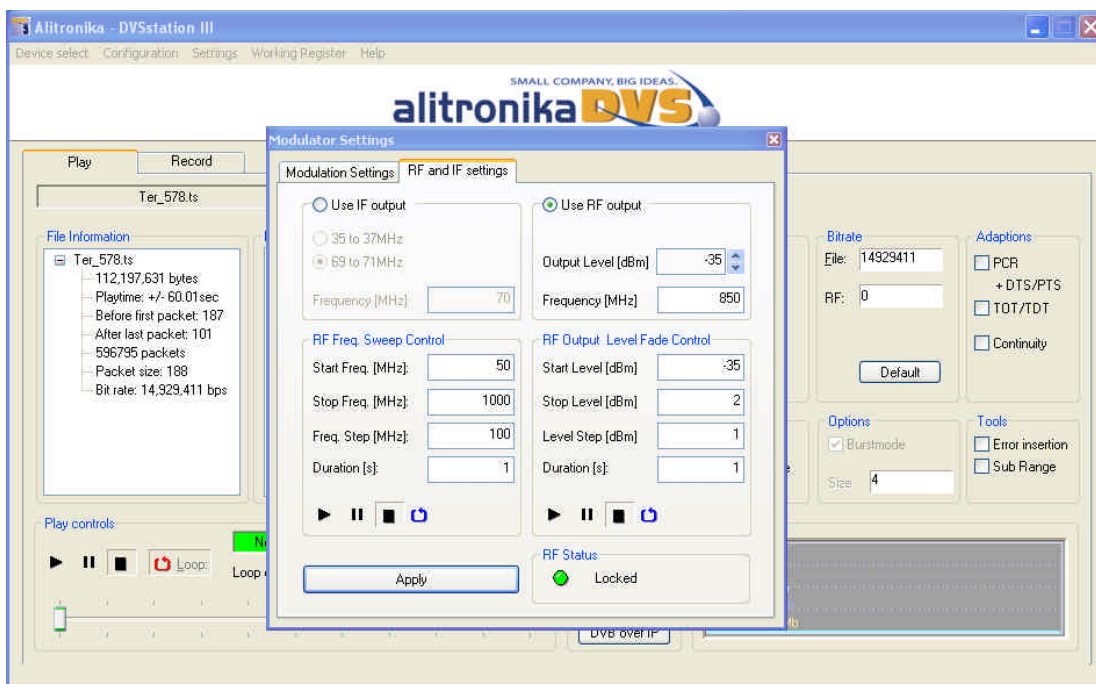 Alitronika - DVSstation III
Device select Configuration Settings Working Register Help
SMALL COMPANY, BIG IDEAS.
alitronika DVS
Play Record
Ter_578.ts
File Information
Ter_578.ts
112,197,631 bytes
Playtime: +/- 60.01sec
Before first packet: 187
After last packet: 101
596795 packets
Packet size: 188
Bit rate: 14,929,411 bps
Modulator Settings
Modulation Settings RF and IF settings
Use IF output
35 to 37MHz
69 to 71MHz
Frequency [MHz]: 70
Use RF output
Output Level [dBm] -35
Frequency [MHz] 850
RF Freq. Sweep Control
Start Freq. [MHz]: 50
Stop Freq. [MHz]: 1000
Freq. Step [MHz]: 100
Duration [s]: 1
RF Output Level Fade Control
Start Level [dBm] -35
Stop Level [dBm] 2
Level Step [dBm] 1
Duration [s]: 1
Apply
RF Status
Locked
Bitrate
File: 14929411
RF: 0
Default
Adaptions
PCR
+ DTS/PTS
TOT/TDT
Continuity
Options
Burstmode
Size 4
Tools
Error insertion
Sub Range
Play controls
Loop:
Loop
DVB over IP